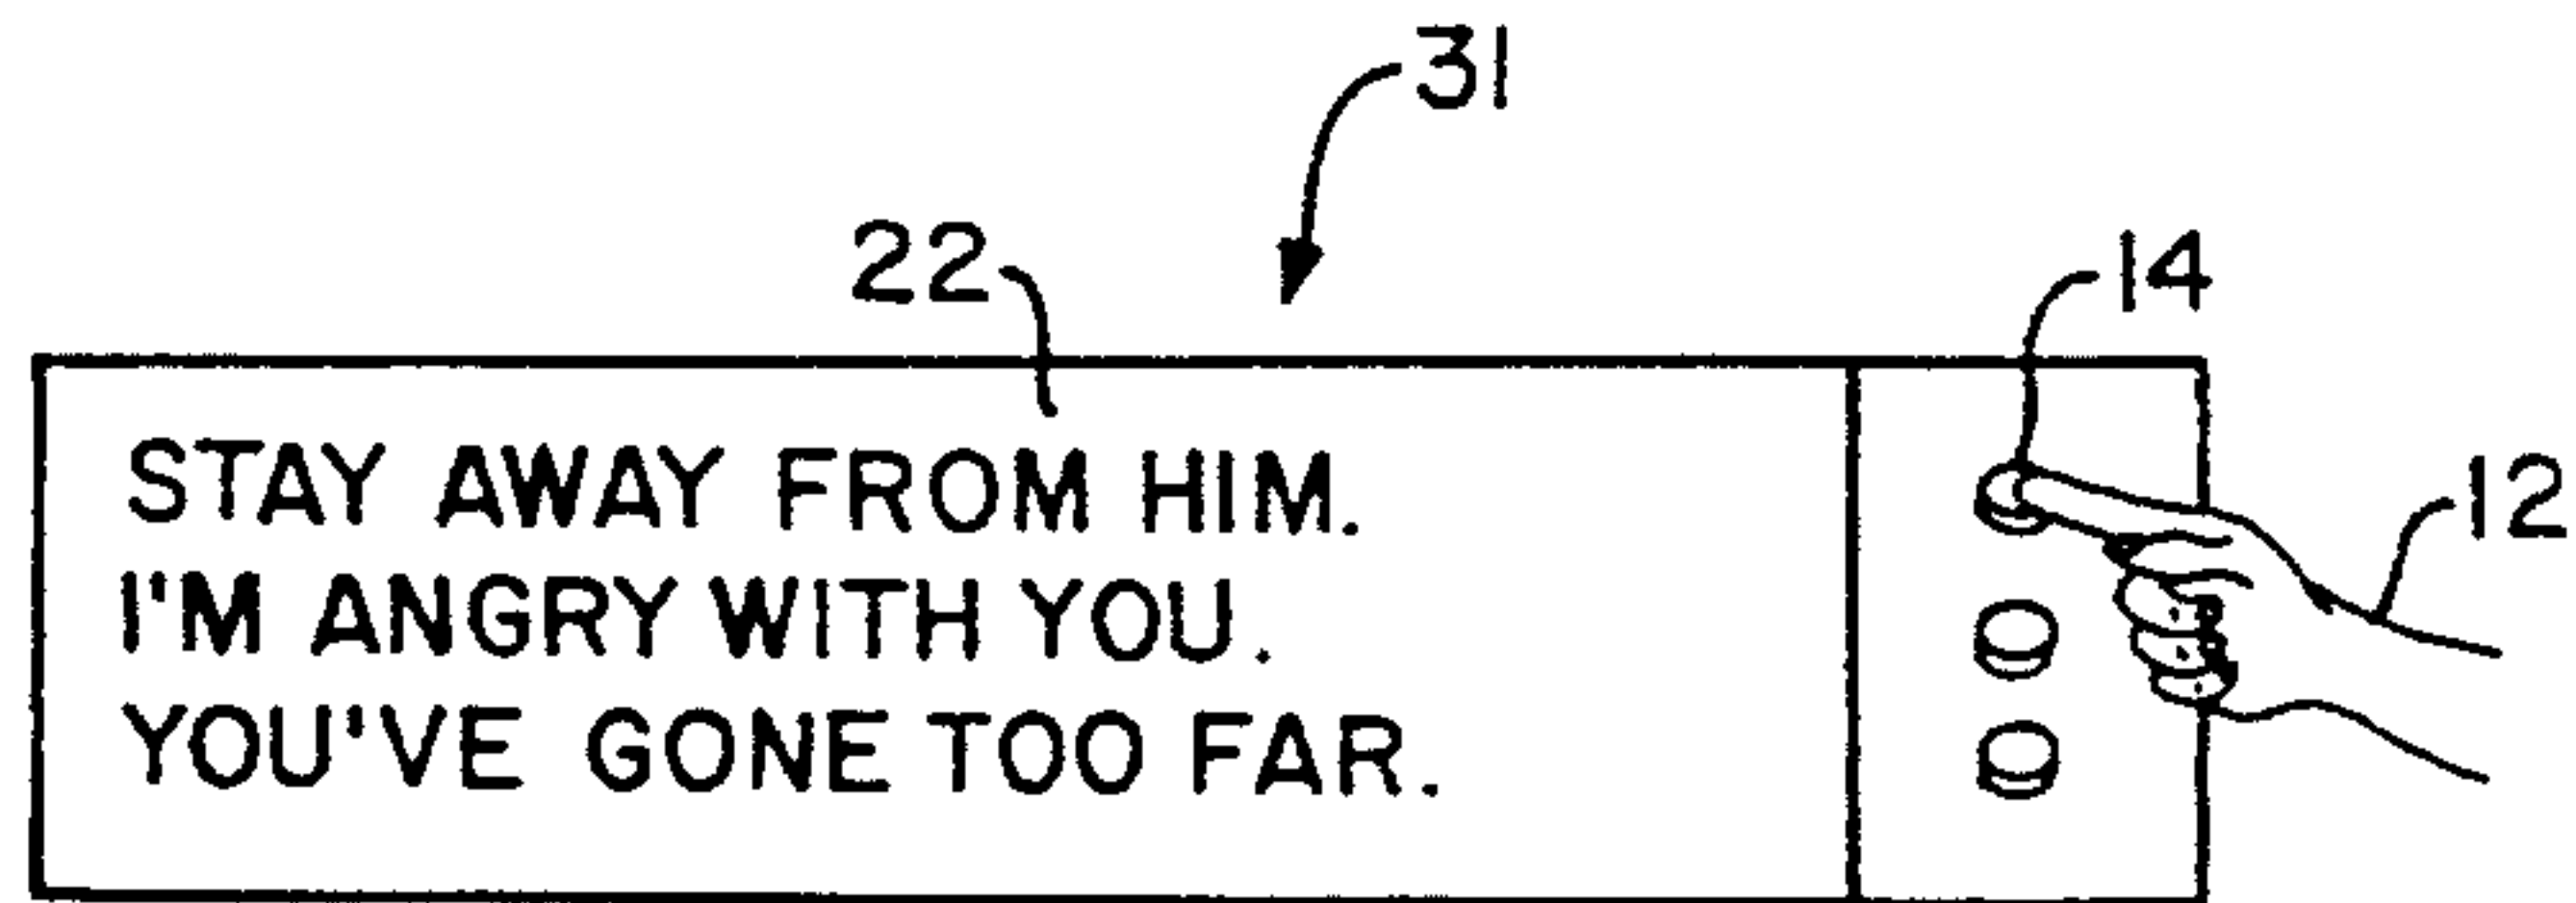 31
22
14
STAY AWAY FROM HIM.
12
I'M ANGRY WITH YOU.
YOU'VE GONE TOO FAR.